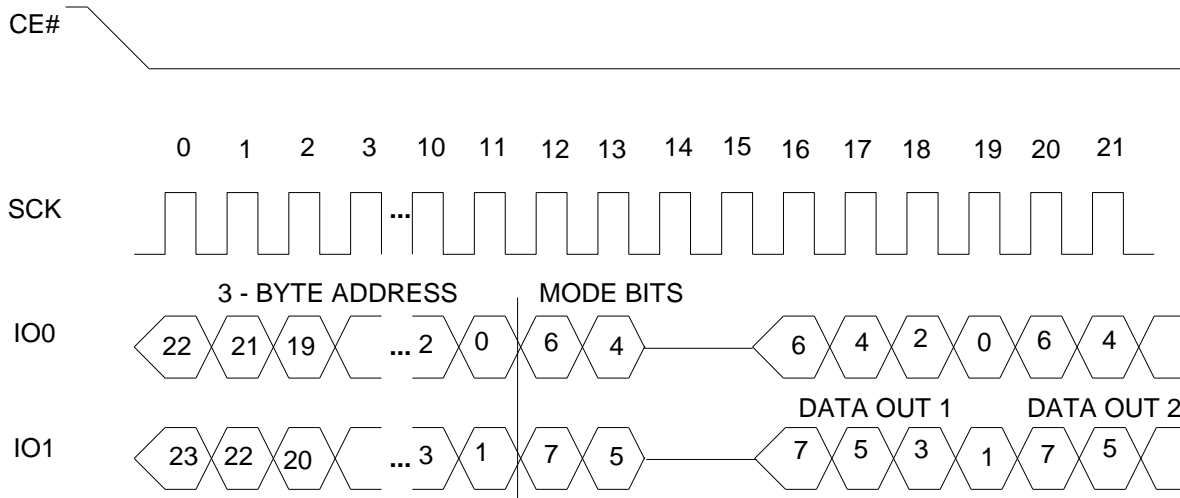 CE#
0 1 2 3 10 11 12 13 14 15 16 17 18 19 20 21
SCK ...
3 - BYTE ADDRESS MODE BITS
IO0 22 21 19 ... 2 0 6 4 6 4 2 0 6 4
DATA OUT 1 DATA OUT 2
IO1 23 22 20 ... 3 1 7 5 7 5 3 1 7 5